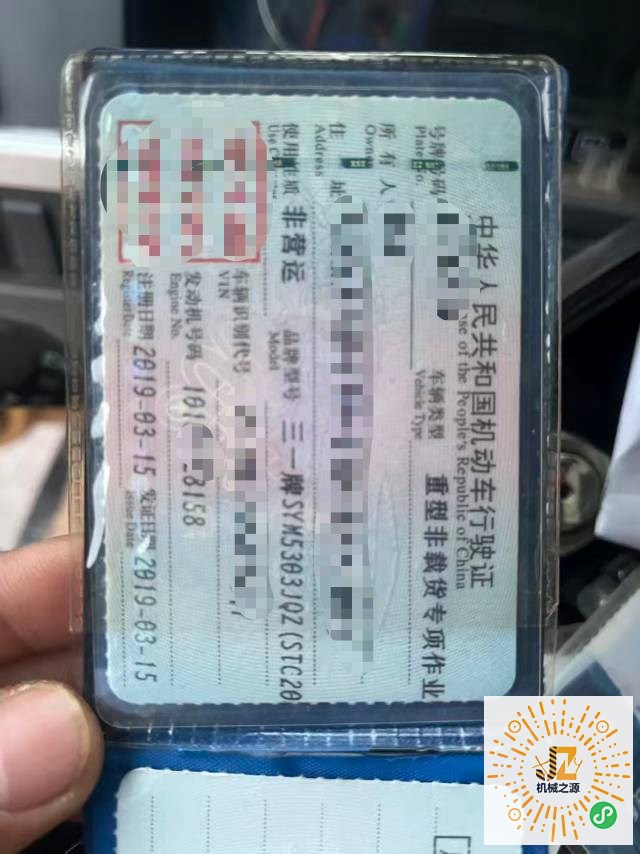 中华人民共和国机动车行驶证
se of the People's Republic of China
号牌号码
Plate No.
车辆类型
Vehicle Type
重型非载货专项作业
所有人
Owner
住址
Address
使用性质
非营运
品牌型号
Model
三一牌SYM5303JQZ(STC20
车辆识别代号
VIN
发动机号码
Engine No.
101
8158
注册日期
Register Date
2019-03-15
发证日期
Issue Date
2019-03-15
JZ
机械之源